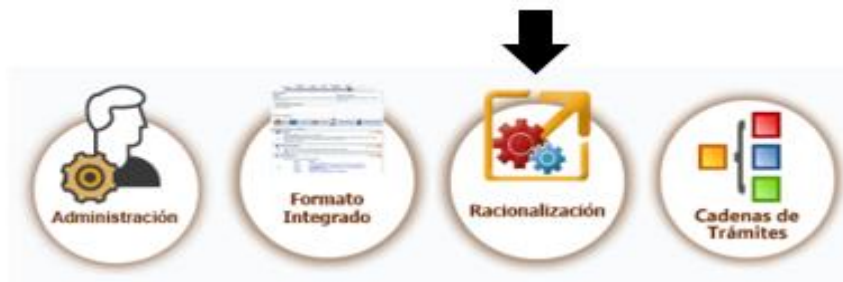 Administración
Formato
Integrado
Racionalización
Cadenas de
Trámites